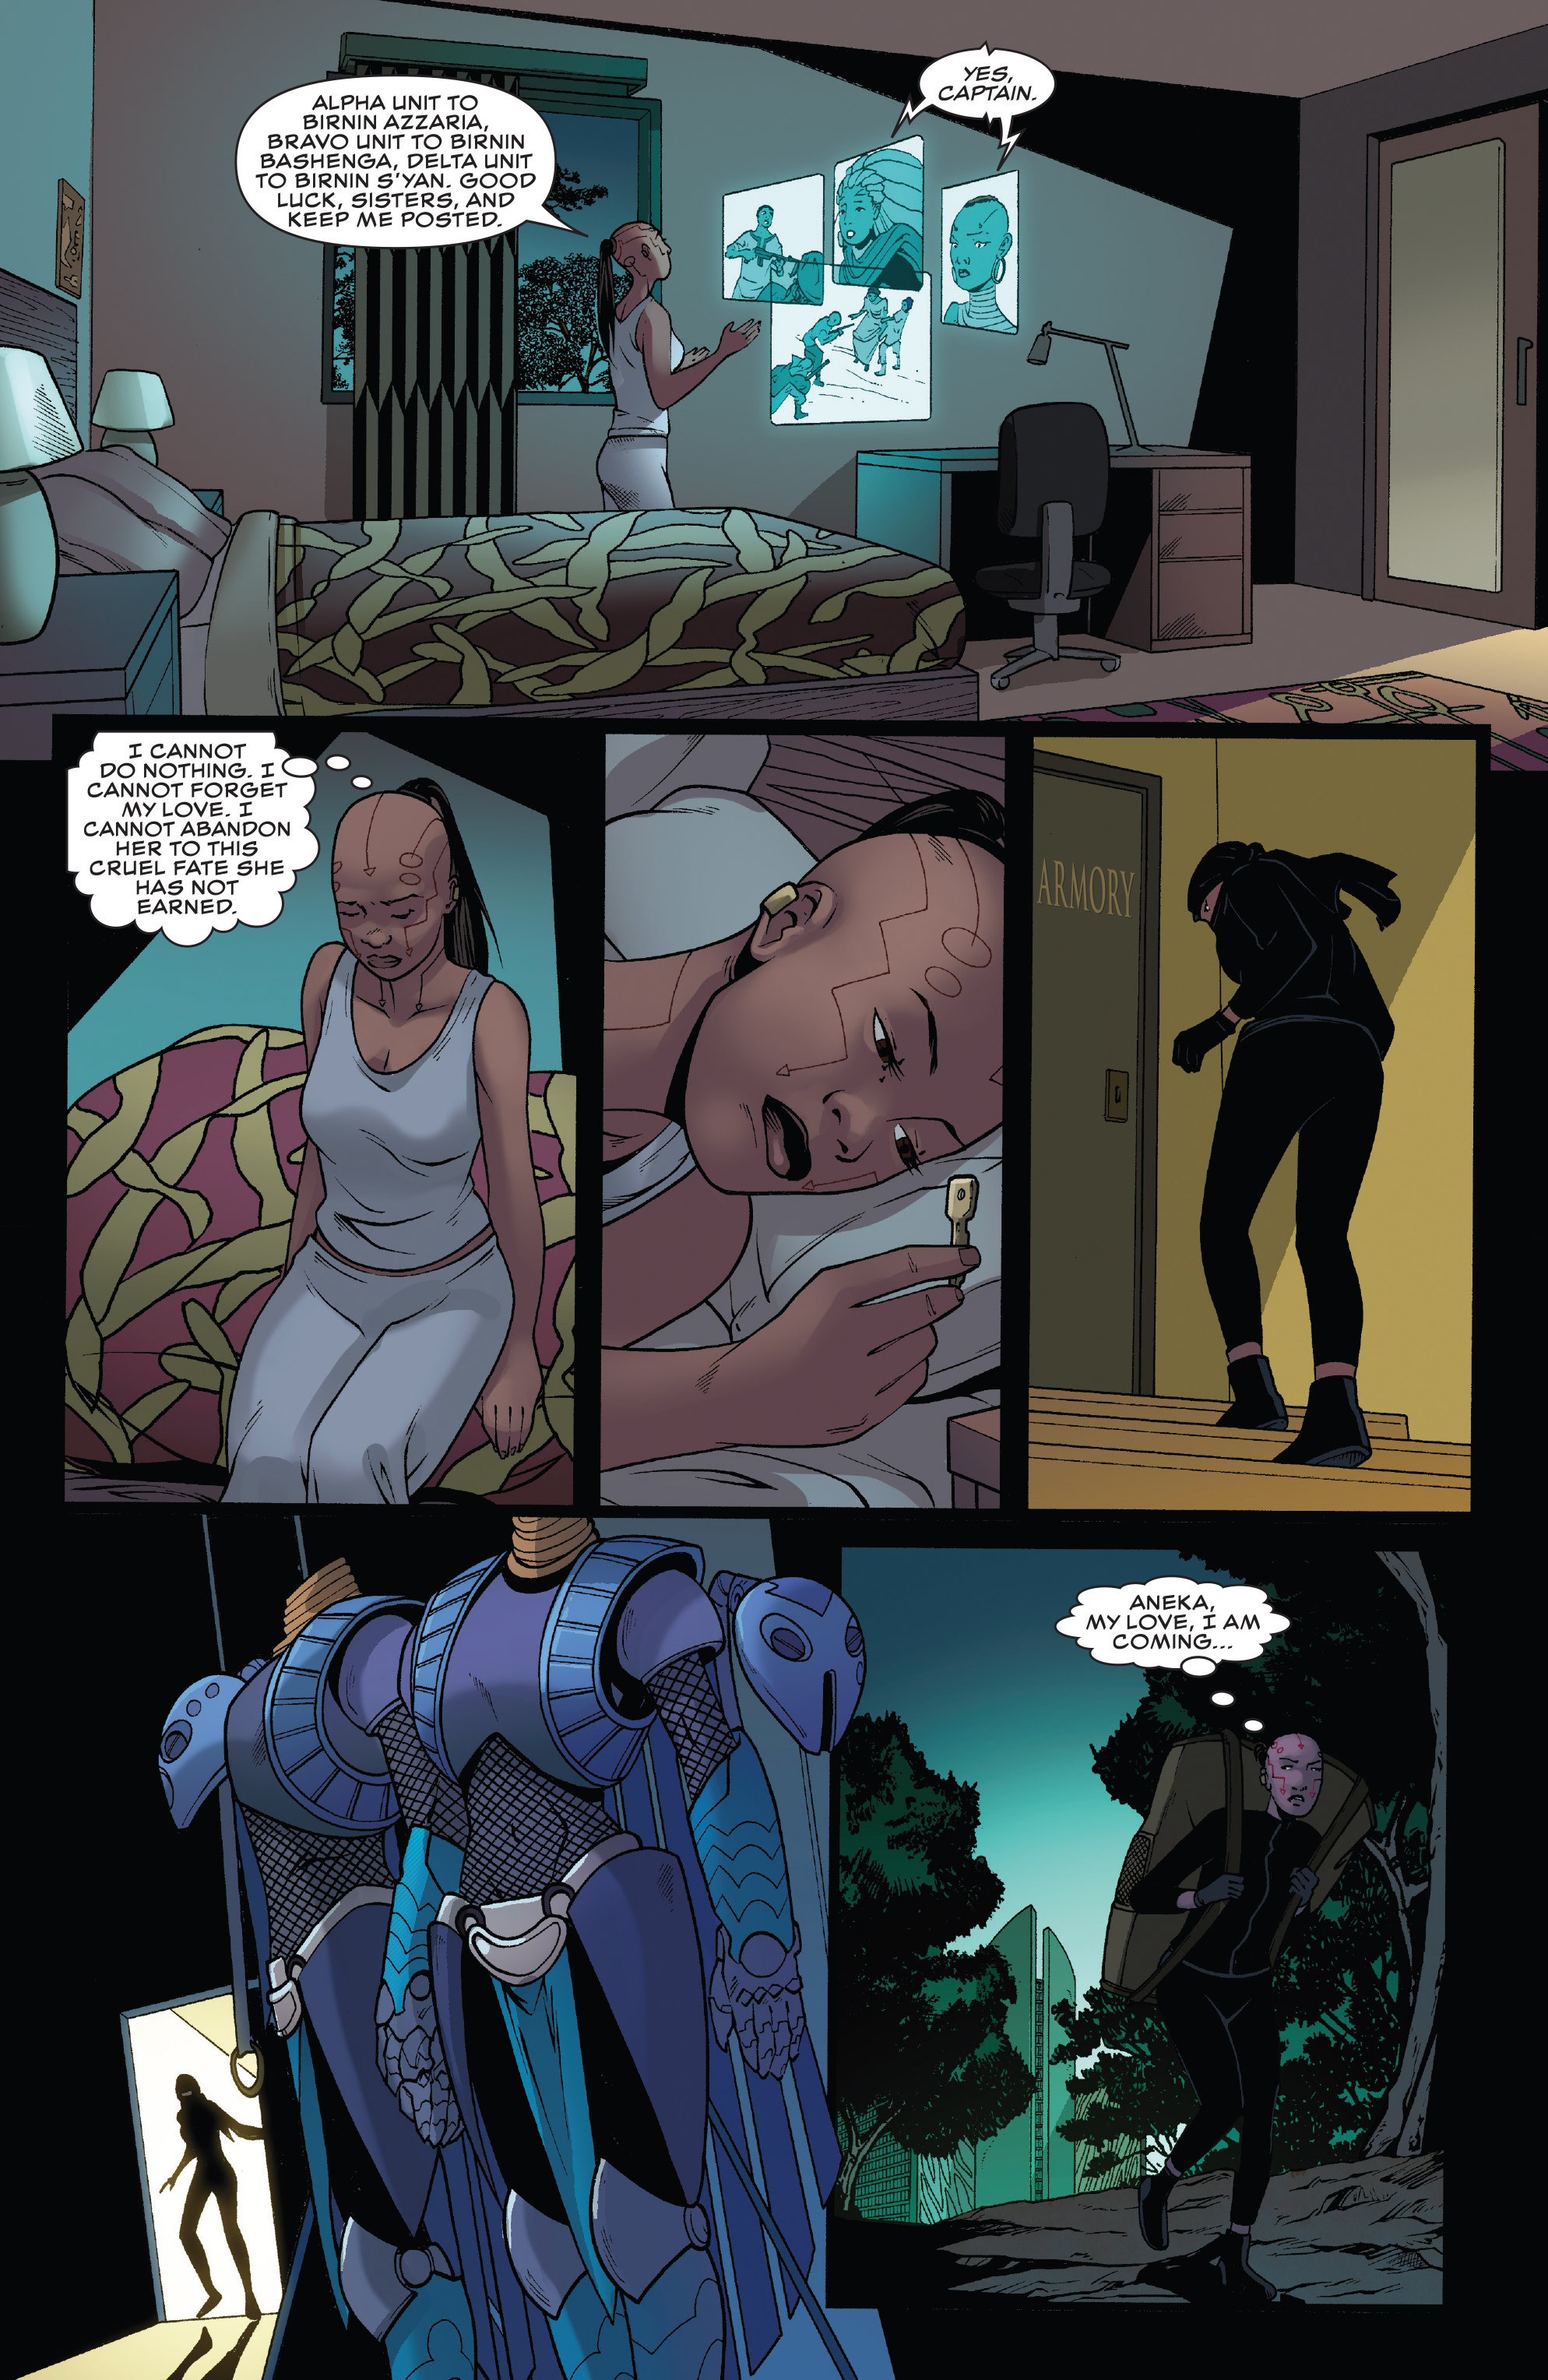 ALPHA UNIT TO
BIRNIN AZZARIA,
BRAVO UNIT TO BIRNIN
BASHENGA, DELTA UNIT
TO BIRNIN S'YAN. GOOD
LUCK, SISTERS, AND
KEEP ME POSTED.
YES,
CAPTAIN.
I CANNOT
DO NOTHING. I
CANNOT FORGET
MY LOVE. I
CANNOT ABANDON
HER TO THIS
CRUEL FATE SHE
HAS NOT
EARNED.
ARMORY
ANEKA,
MY LOVE, I AM
COMING...